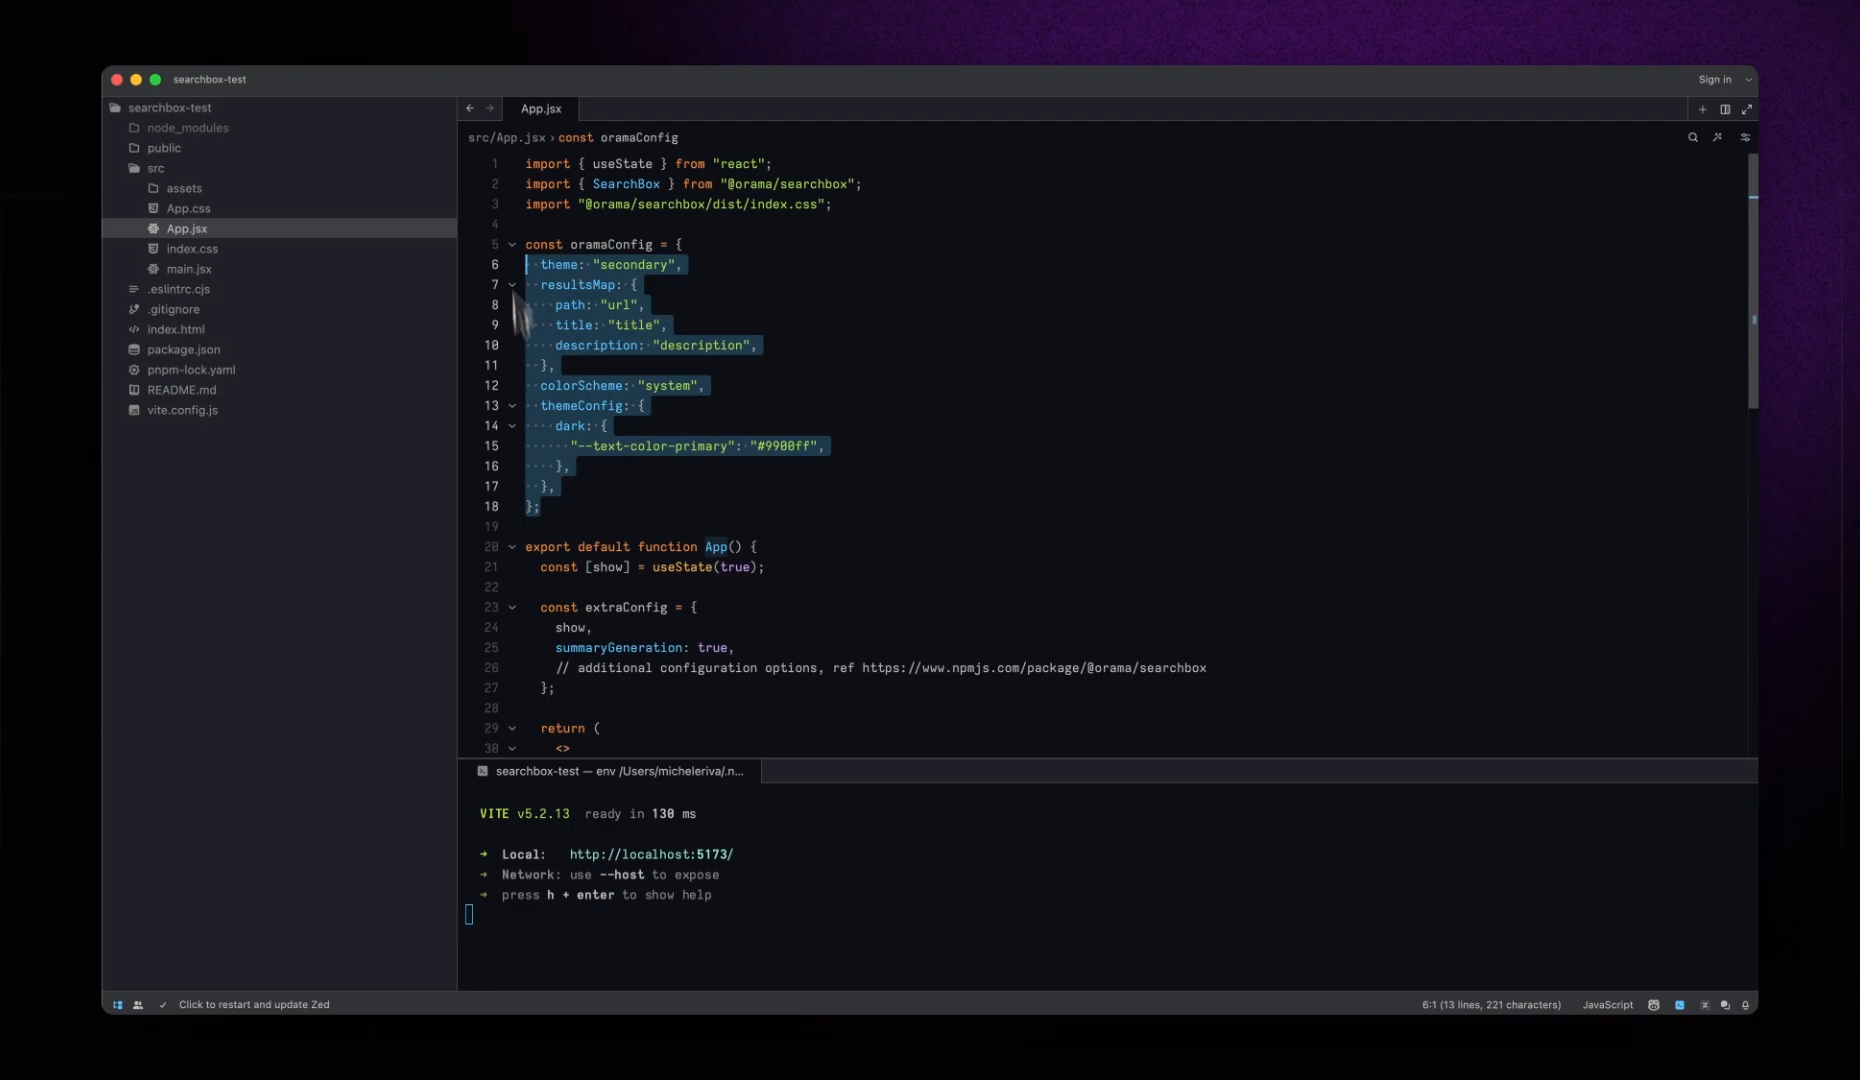 searchbox-test
Sign in
searchbox-test
node_modules
public
src
assets
App.css
App.jsx
index.css
main.jsx
.eslintrc.cjs
.gitignore
index.html
package.json
pnpm-lock.yaml
README.md
vite.config.js
App.jsx
src/App.jsx › const oramaConfig
1 import { useState } from "react";
2 import { SearchBox } from "@orama/searchbox";
3 import "@orama/searchbox/dist/index.css";
4
5 const oramaConfig = {
6 theme: "secondary",
7 resultsMap: {
8 path: "url",
9 title: "title",
10 description: "description",
11 },
12 colorScheme: "system",
13 themeConfig: {
14 dark: {
15 "--text-color-primary": "#9900ff",
16 },
17 },
18 };
19
20 export default function App() {
21 const [show] = useState(true);
22
23 const extraConfig = {
24 show,
25 summaryGeneration: true,
26 // additional configuration options, ref https://www.npmjs.com/package/@orama/searchbox
27 };
28
29 return (
30 <>
searchbox-test — env /Users/micheleriva/.n...
VITE v5.2.13 ready in 130 ms
➜ Local: http://localhost:5173/
➜ Network: use --host to expose
➜ press h + enter to show help
Click to restart and update Zed
6:1 (13 lines, 221 characters)
JavaScript